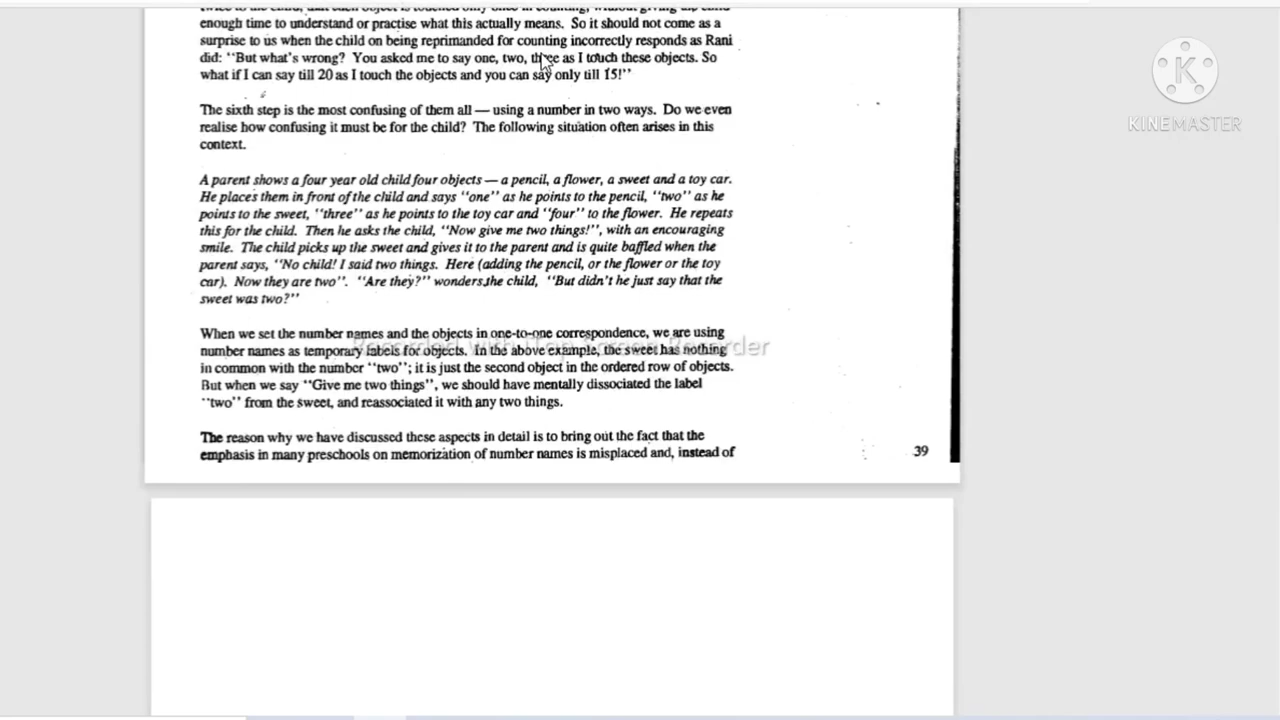 enough time to understand or practise what this actually means. So it should not come as a
surprise to us when the child on being reprimanded for counting incorrectly responds as Rani
did: "But what's wrong? You asked me to say one, two, three as I touch these objects. So
what if I can say till 20 as I touch the objects and you can say only till 15!"
The sixth step is the most confusing of them all — using a number in two ways. Do we even
realise how confusing it must be for the child? The following situation often arises in this
context.
A parent shows a four year old child four objects — a pencil, a flower, a sweet and a toy car.
He places them in front of the child and says "one" as he points to the pencil, "two" as he
points to the sweet, "three" as he points to the toy car and "four" to the flower. He repeats
this for the child. Then he asks the child, "Now give me two things!", with an encouraging
smile. The child picks up the sweet and gives it to the parent and is quite baffled when the
parent says, "No child! I said two things. Here (adding the pencil, or the flower or the toy
car). Now they are two". "Are they?" wonders the child, "But didn't he just say that the
sweet was two?"
When we set the number names and the objects in one-to-one correspondence, we are using
Recorded with iTop Screen Recorder
number names as temporary labels for objects. In the above example, the sweet has nothing
in common with the number "two"; it is just the second object in the ordered row of objects.
But when we say "Give me two things", we should have mentally dissociated the label
"two" from the sweet, and reassociated it with any two things.
The reason why we have discussed these aspects in detail is to bring out the fact that the
emphasis in many preschools on memorization of number names is misplaced and, instead of
39
K
KINEMASTER